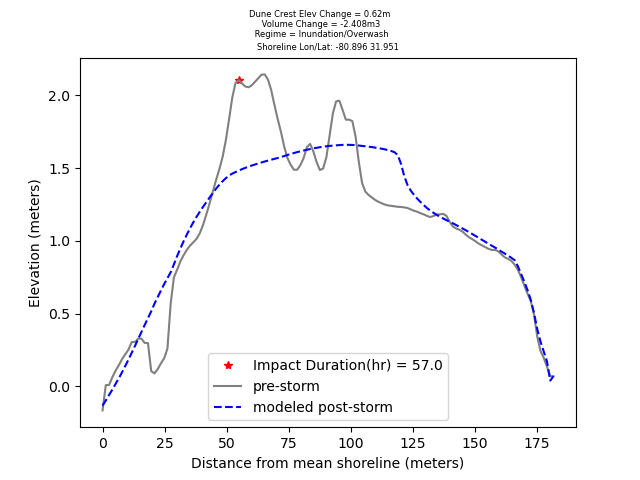 Dune Crest Elev Change = 0.62m
Volume Change = -2.408m3
Regime = Inundation/Overwash
Shoreline Lon/Lat: -80.896 31.951
2.0
1.5
1.0
0.5
0.0
Elevation (meters)
Impact Duration(hr) = 57.0
pre-storm
modeled post-storm
0 25 50 75 100 125 150 175
Distance from mean shoreline (meters)